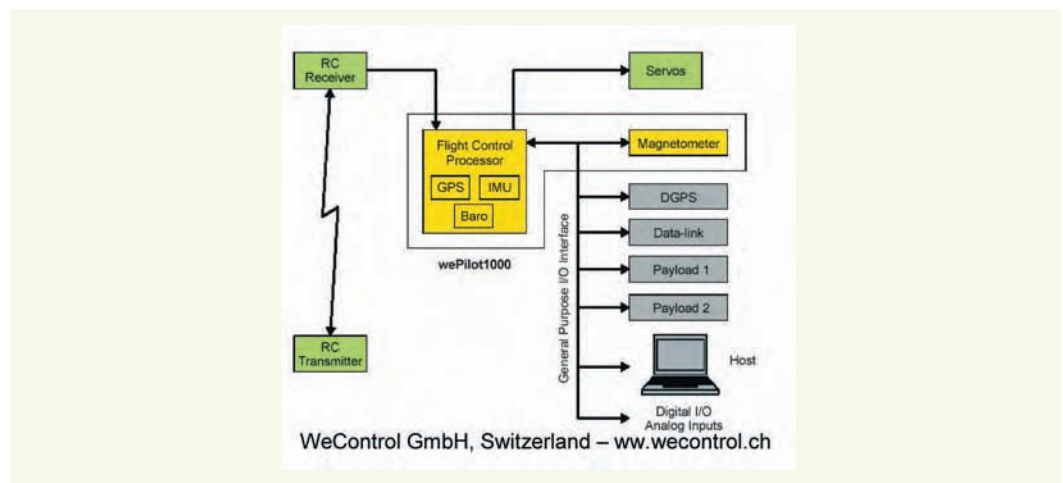 RC
Receiver
Servos
Flight Control
Processor
GPS
IMU
Baro
Magnetometer
wePilot1000
General Purpose I/O Interface
DGPS
Data-link
Payload 1
Payload 2
RC
Transmitter
Host
Digital I/O
Analog Inputs
WeControl GmbH, Switzerland – ww.wecontrol.ch